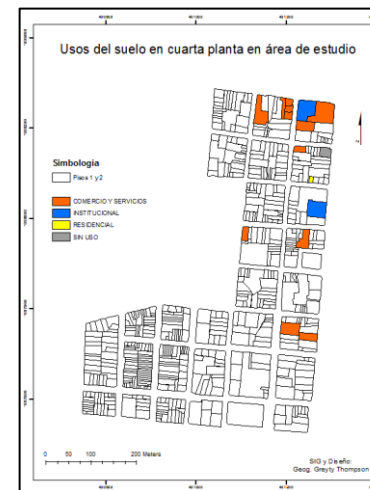 Usos del suelo en cuarta planta en área de estudio
Simbología
Pisos 1 y 2
COMERCIO Y SERVICIOS
INSTITUCIONAL
RESIDENCIAL
SIN USO
0 50 100 200 Meters
SIG y Diseño:
Geog. Greyty Thompson